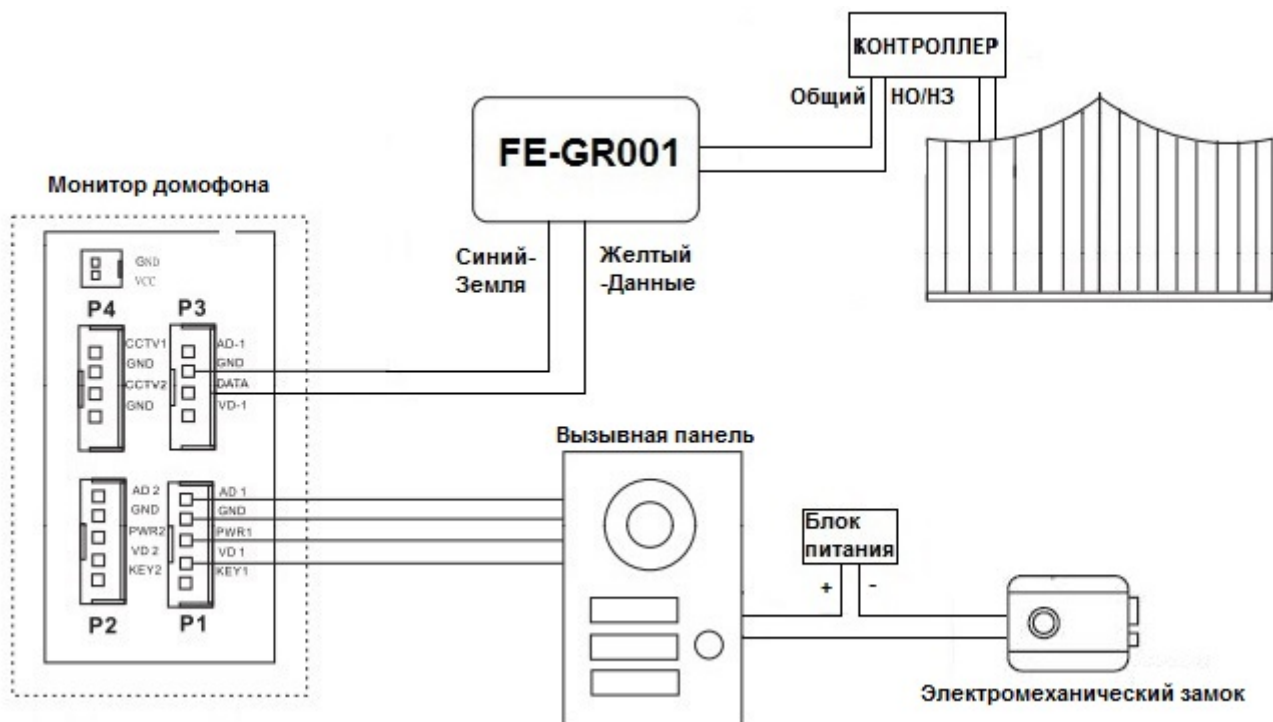 КОНТРОЛЛЕР
Общий
НО/НЗ
FE-GR001
Монитор домофона
Синий-
Земля
Желтый
-Данные
GND
VCC
P4
P3
CCTV1
GND
CCTV2
GND
AD-1
GND
DATA
VD-1
Вызывная панель
AD 2
GND
PWR2
VD 2
KEY2
AD 1
GND
PWR1
VD 1
KEY1
P2
P1
Блок
питания
+
-
Электромеханический замок